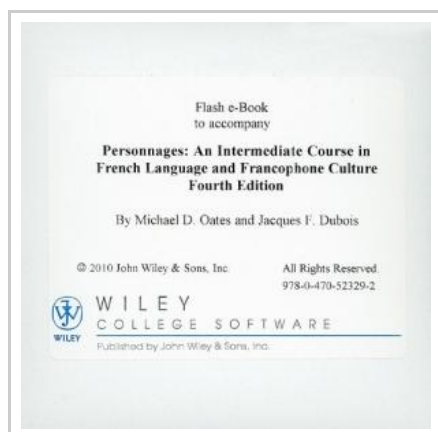 Flash e-Book
to accompany
Personnages: An Intermediate Course in
French Language and Francophone Culture
Fourth Edition
By Michael D. Oates and Jacques F. Dubois
© 2010 John Wiley & Sons, Inc. All Rights Reserved.
978-0-470-52329-2
WILEY
COLLEGE SOFTWARE
WILEY
Published by John Wiley & Sons, Inc.